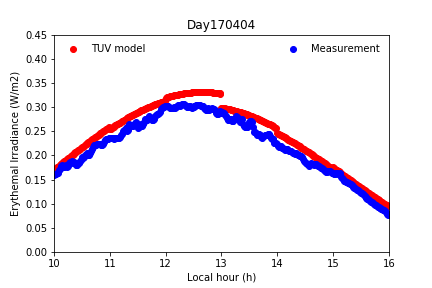 Day170404
TUV model
Measurement
Erythemal Irradiance (W/m2)
0.45
0.40
0.35
0.30
0.25
0.20
0.15
0.10
0.05
0.00
10 11 12 13 14 15 16
Local hour (h)